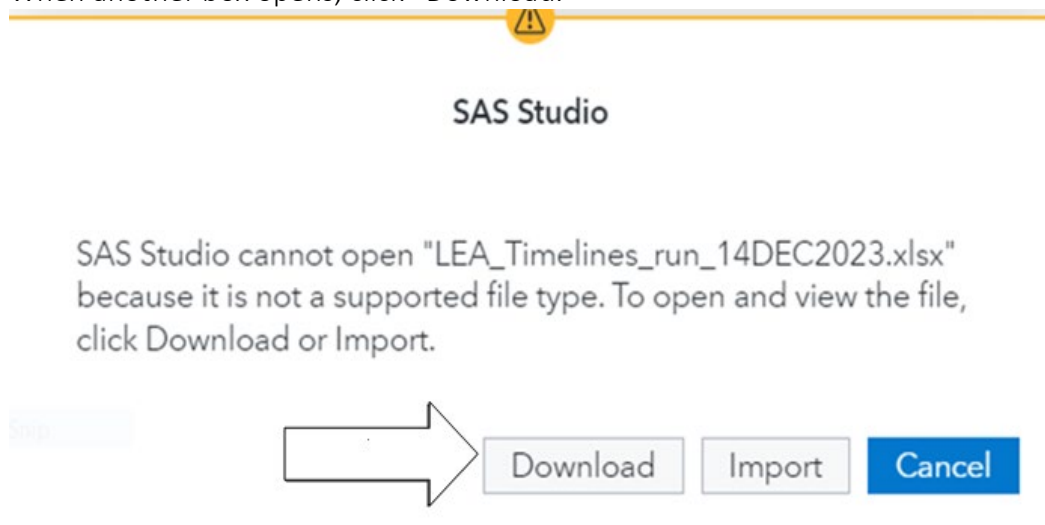 SAS Studio
SAS Studio cannot open "LEA_Timelines_run_14DEC2023.xlsx"
because it is not a supported file type. To open and view the file,
click Download or Import.
Snip
Download Import Cancel